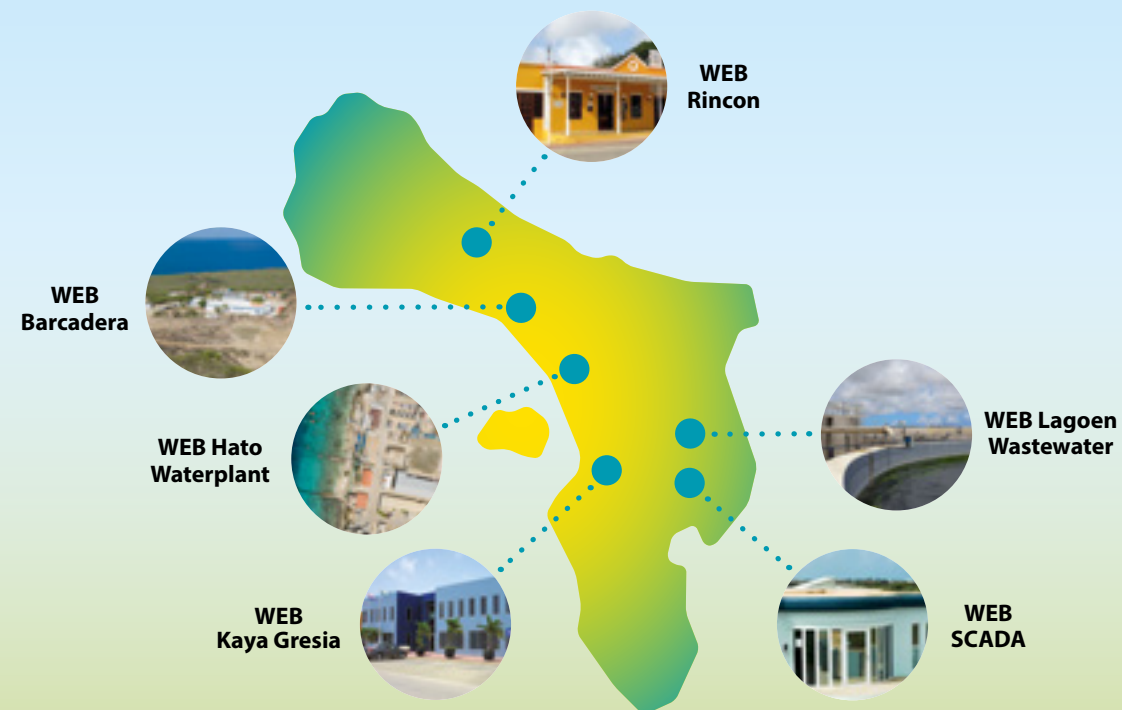 WEB
Rincon
WEB
Barcadera
WEB Hato
Waterplant
WEB Lagoen
Wastewater
WEB
Kaya Gresia
WEB
SCADA